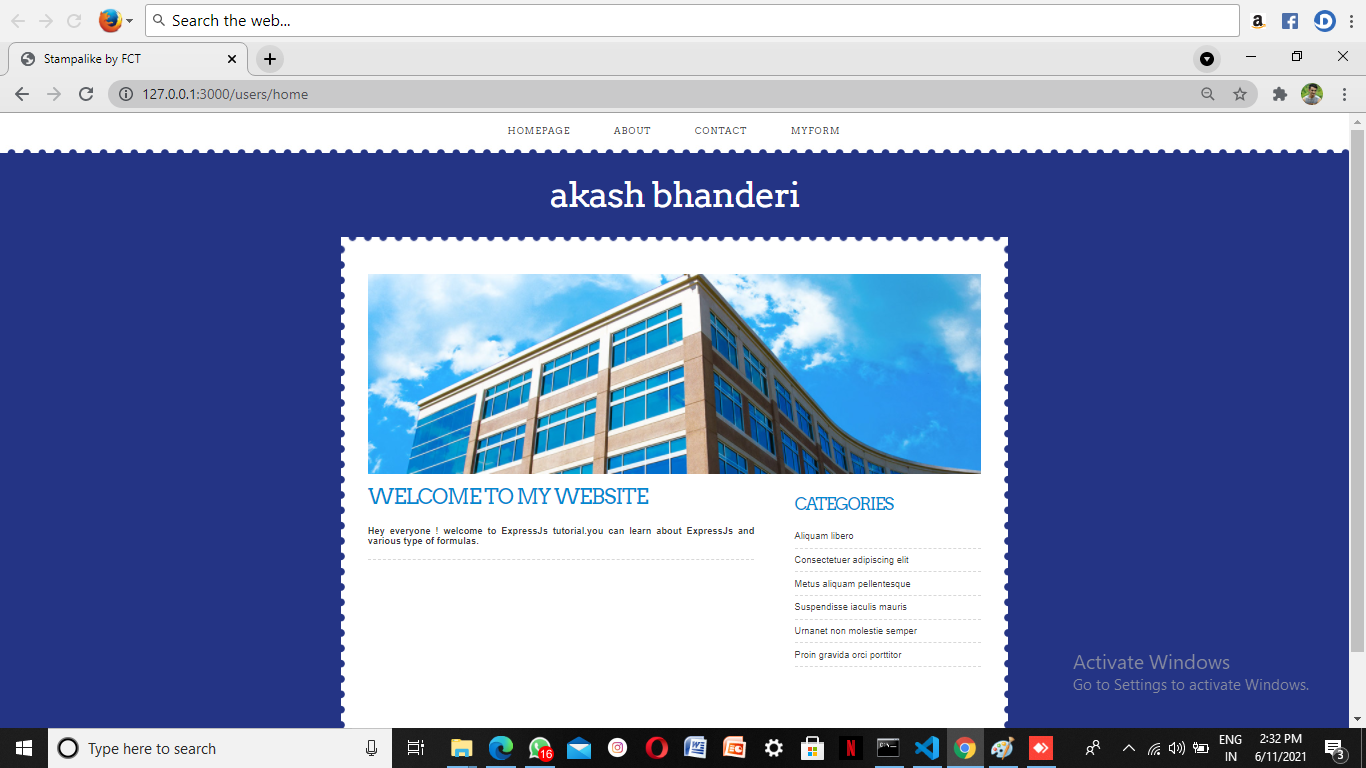 Search the web...
Stampalike by FCT
127.0.0.1:3000/users/home
HOMEPAGE ABOUT CONTACT MYFORM
akash bhanderi
WELCOME TO MY WEBSITE
Hey everyone ! welcome to ExpressJs tutorial.you can learn about ExpressJs and
various type of formulas.
CATEGORIES
Aliquam libero
Consectetuer adipiscing elit
Metus aliquam pellentesque
Suspendisse iaculis mauris
Urnanet non molestie semper
Proin gravida orci porttitor
Activate Windows
Go to Settings to activate Windows.
Type here to search
16
ENG
IN
2:32 PM
6/11/2021
3